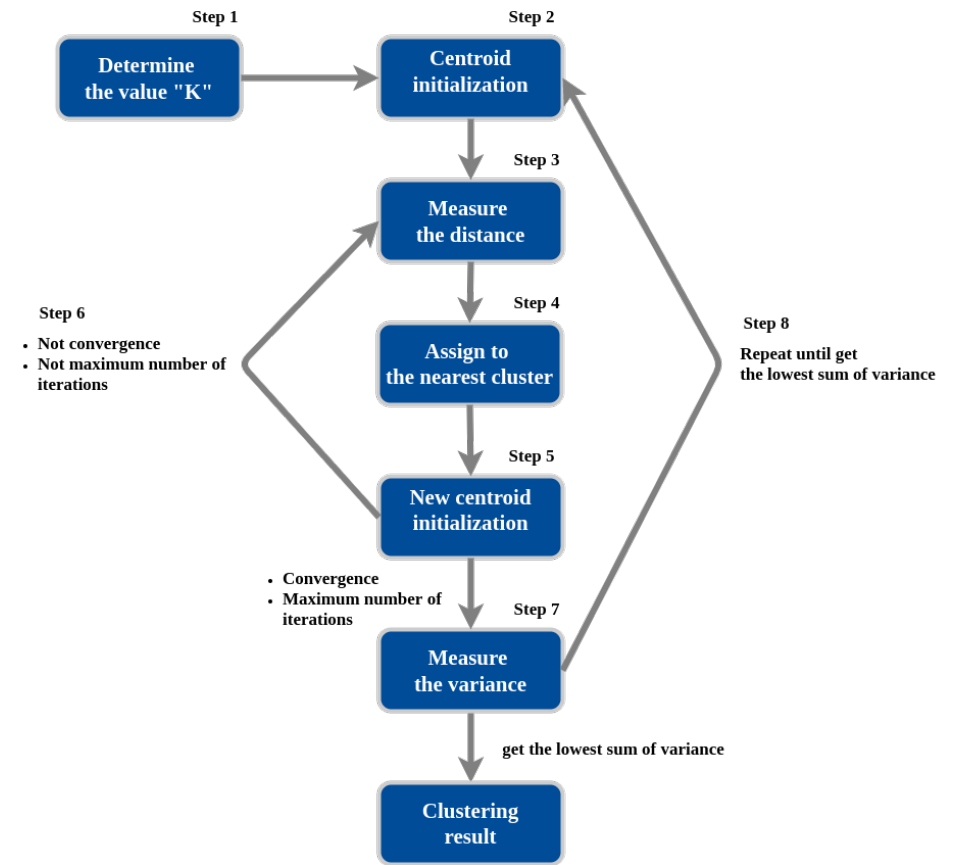 Step 1
Step 2
Determine
the value "K"
Centroid
initialization
Step 3
Measure
the distance
Step 4
Step 6
• Not convergence
• Not maximum number of
iterations
Assign to
the nearest cluster
Step 8
Repeat until get
the lowest sum of variance
Step 5
New centroid
initialization
• Convergence
• Maximum number of
iterations
Step 7
Measure
the variance
get the lowest sum of variance
Clustering
result